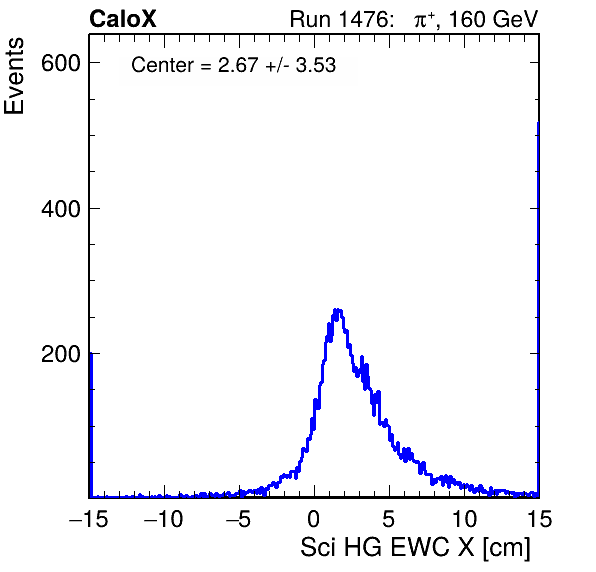 CaloX Run 1476: π⁺, 160 GeV
Events
Center = 2.67 +/- 3.53
600
400
200
−15 −10 −5 0 5 10 15
Sci HG EWC X [cm]